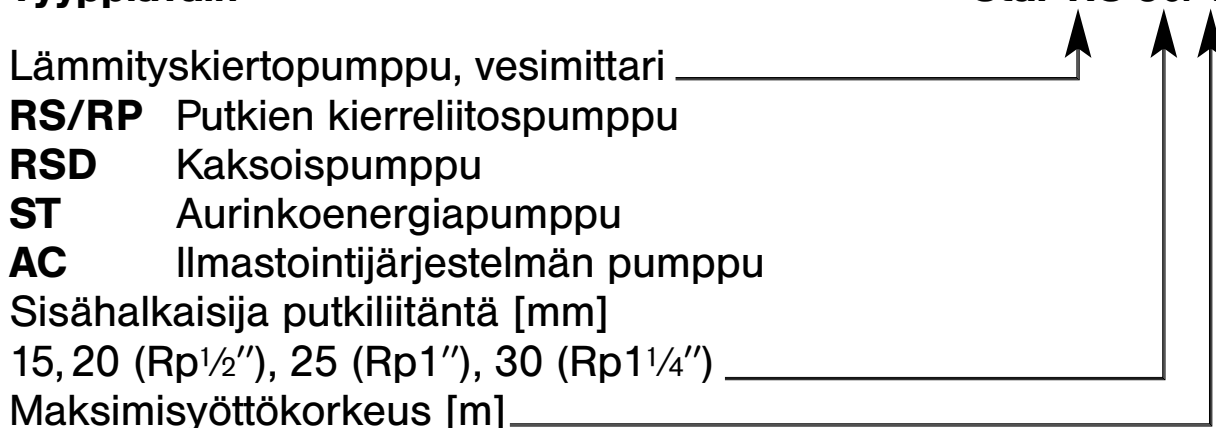 Lämmityskiertopumppu, vesimittari
RS/RP Putkien kierreliitospumppu
RSD Kaksoispumppu
ST Aurinkoenergiapumppu
AC Ilmastointijärjestelmän pumppu
Sisähalkaisija putkiliitäntä [mm]
15, 20 (Rp½″), 25 (Rp1″), 30 (Rp1¼″)
Maksimisyöttökorkeus [m]